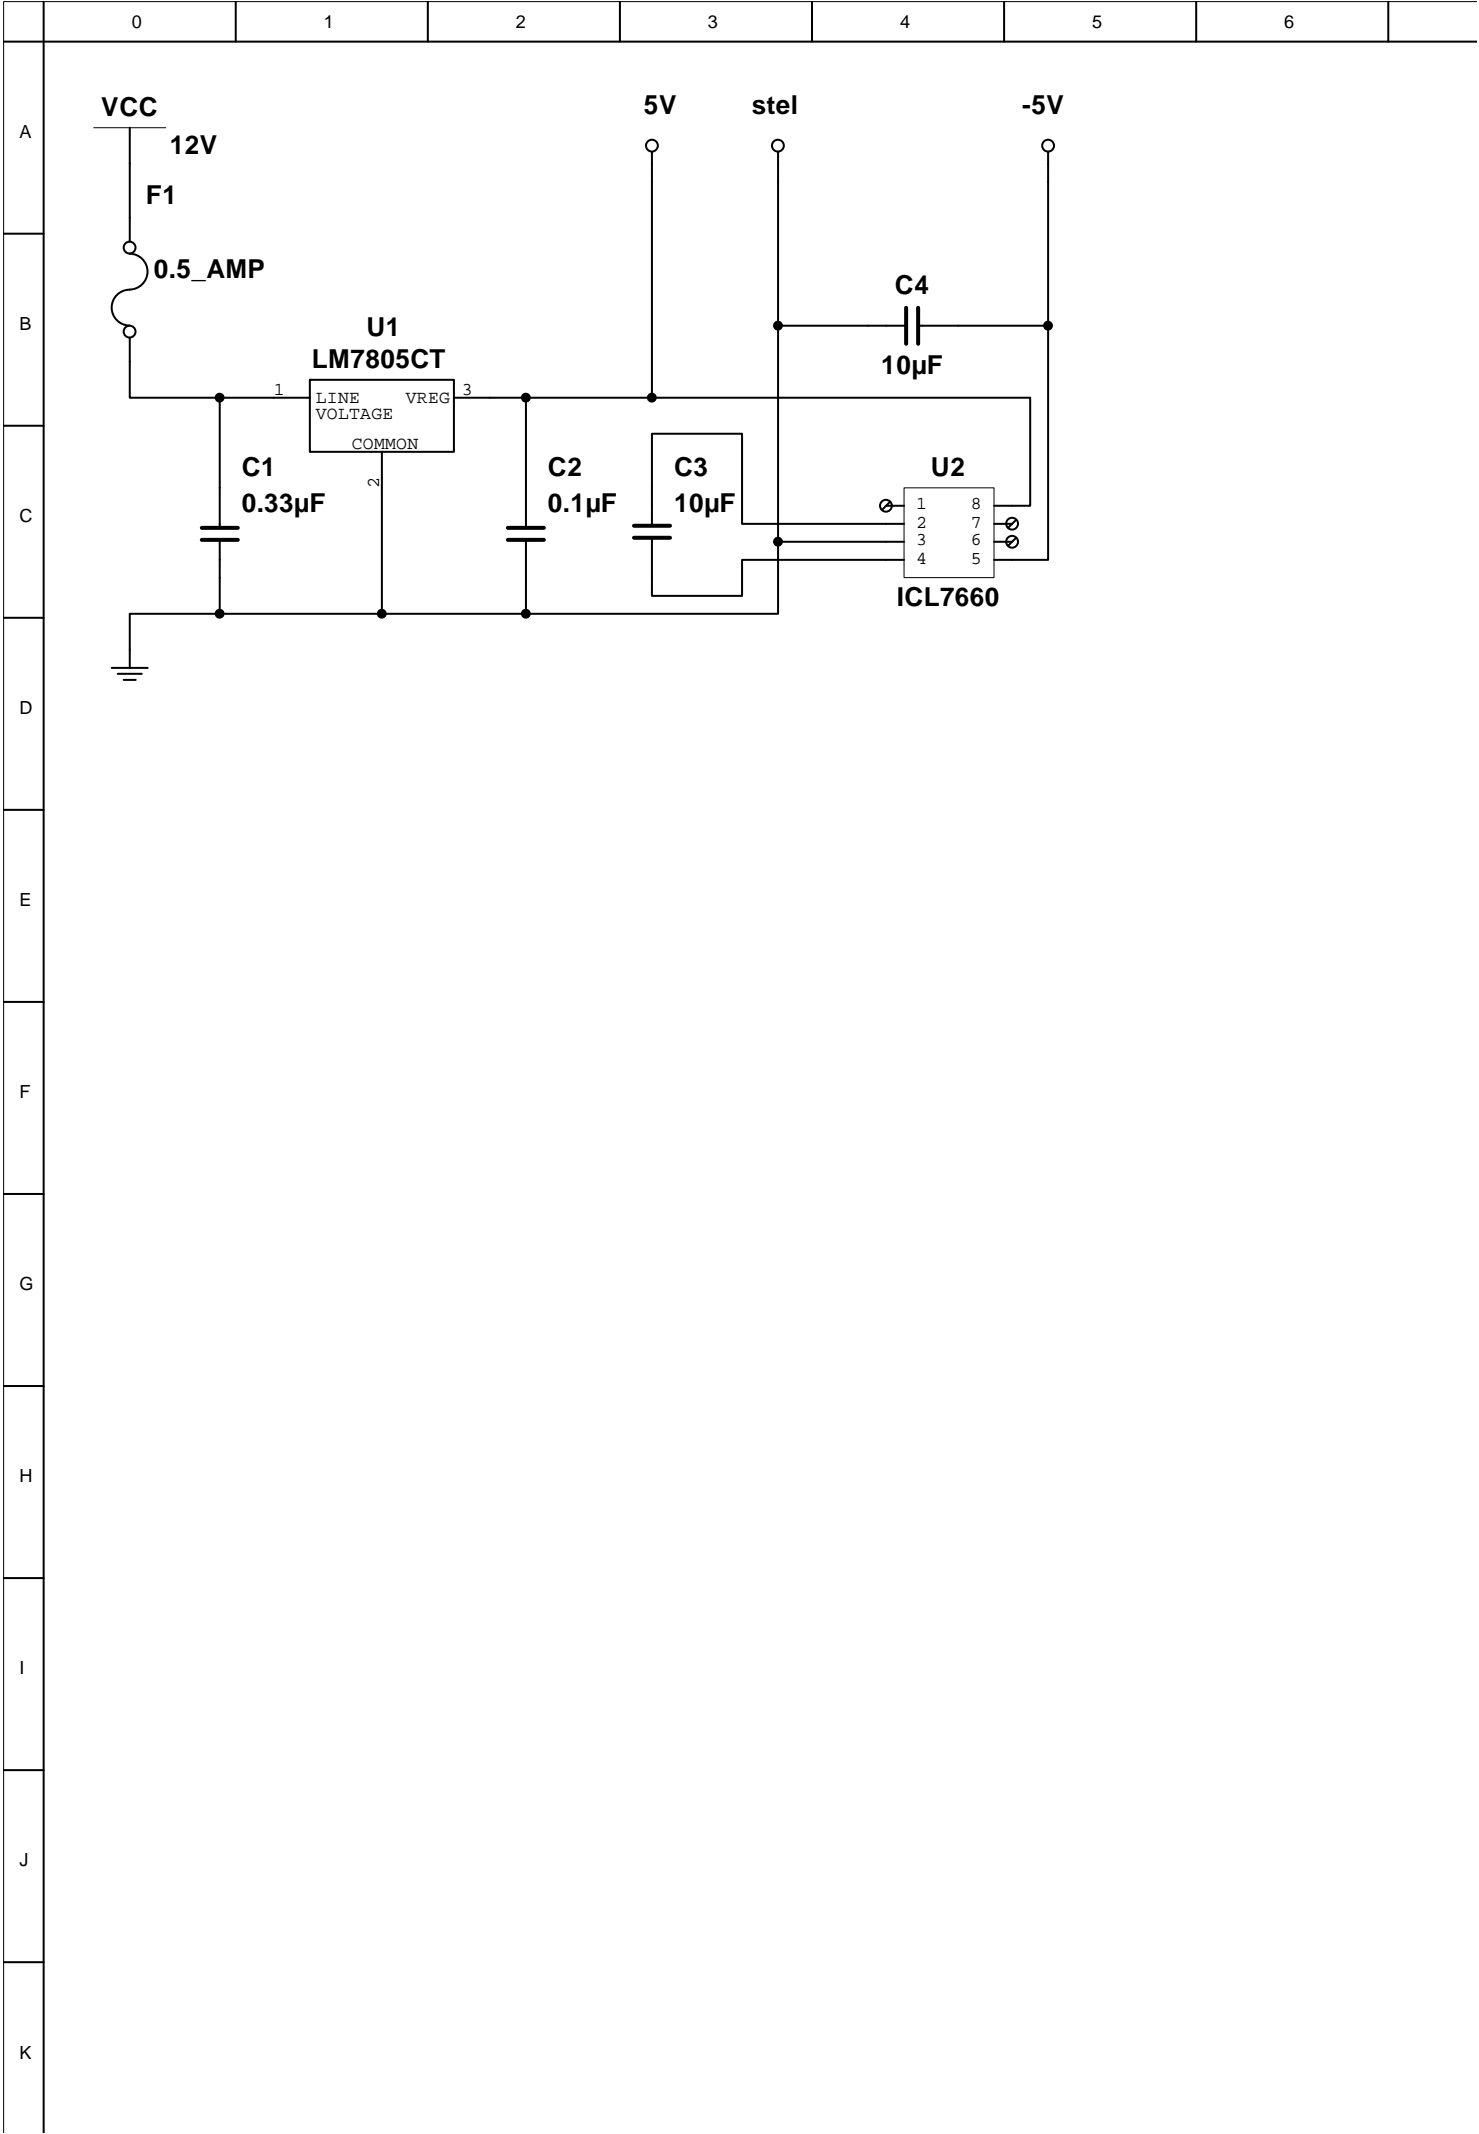 0 1 2 3 4 5 6
A
B
C
D
E
F
G
H
I
J
K
VCC
12V
F1
0.5_AMP
U1
LM7805CT
1
LINE VREG
VOLTAGE
COMMON
3
2
C1
0.33µF
C2
0.1µF
5V
stel
-5V
C4
10µF
C3
10µF
U2
1 8
2 7
3 6
4 5
ICL7660